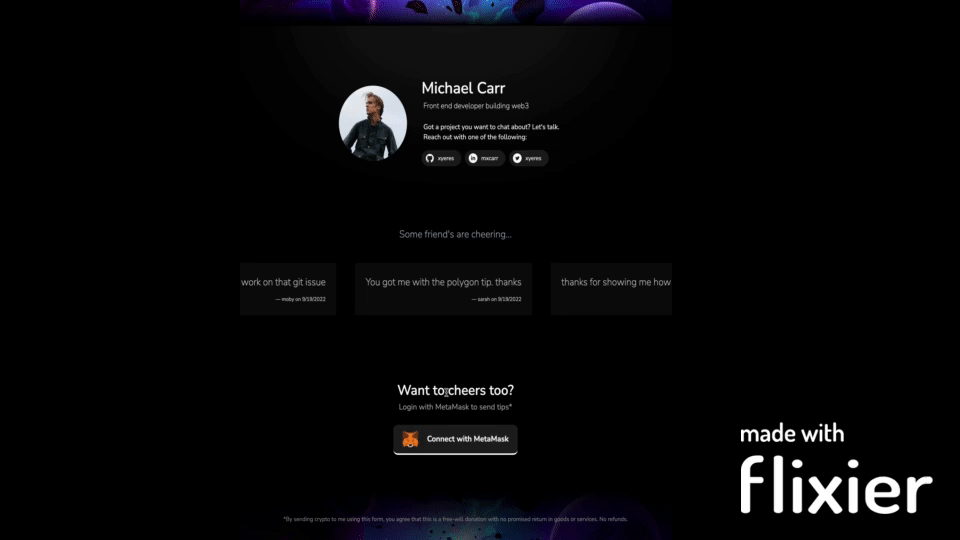 Michael Carr
Front end developer building web3
Got a project you want to chat about? Let's talk.
Reach out with one of the following:
xyeres
mxcarr
xyeres
Some friend's are cheering...
work on that git issue
— moby on 9/19/2022
You got me with the polygon tip. thanks
— sarah on 9/19/2022
thanks for showing me how
Want to cheers too?
Login with MetaMask to send tips*
Connect with MetaMask
made with
flixier
*By sending crypto to me using this form, you agree that this is a free-will donation with no promised return in goods or services. No refunds.